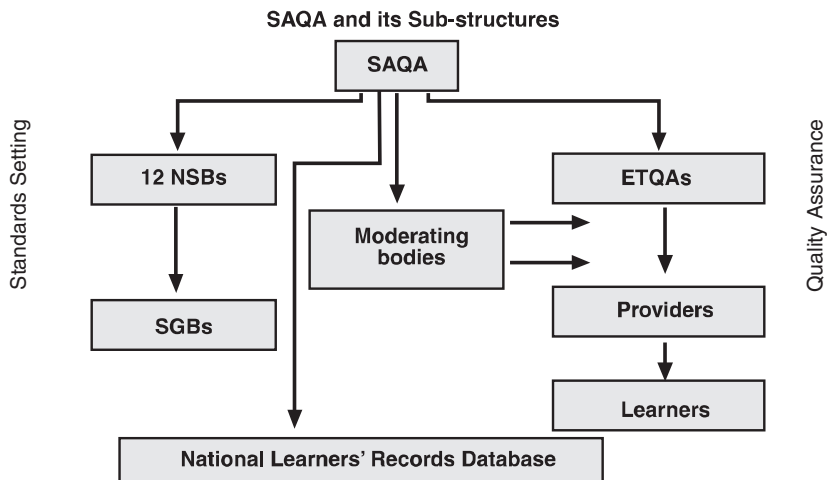 SAQA and its Sub-structures
SAQA
Standards Setting
12 NSBs
ETQAs
Quality Assurance
Moderating
bodies
SGBs
Providers
Learners
National Learners' Records Database